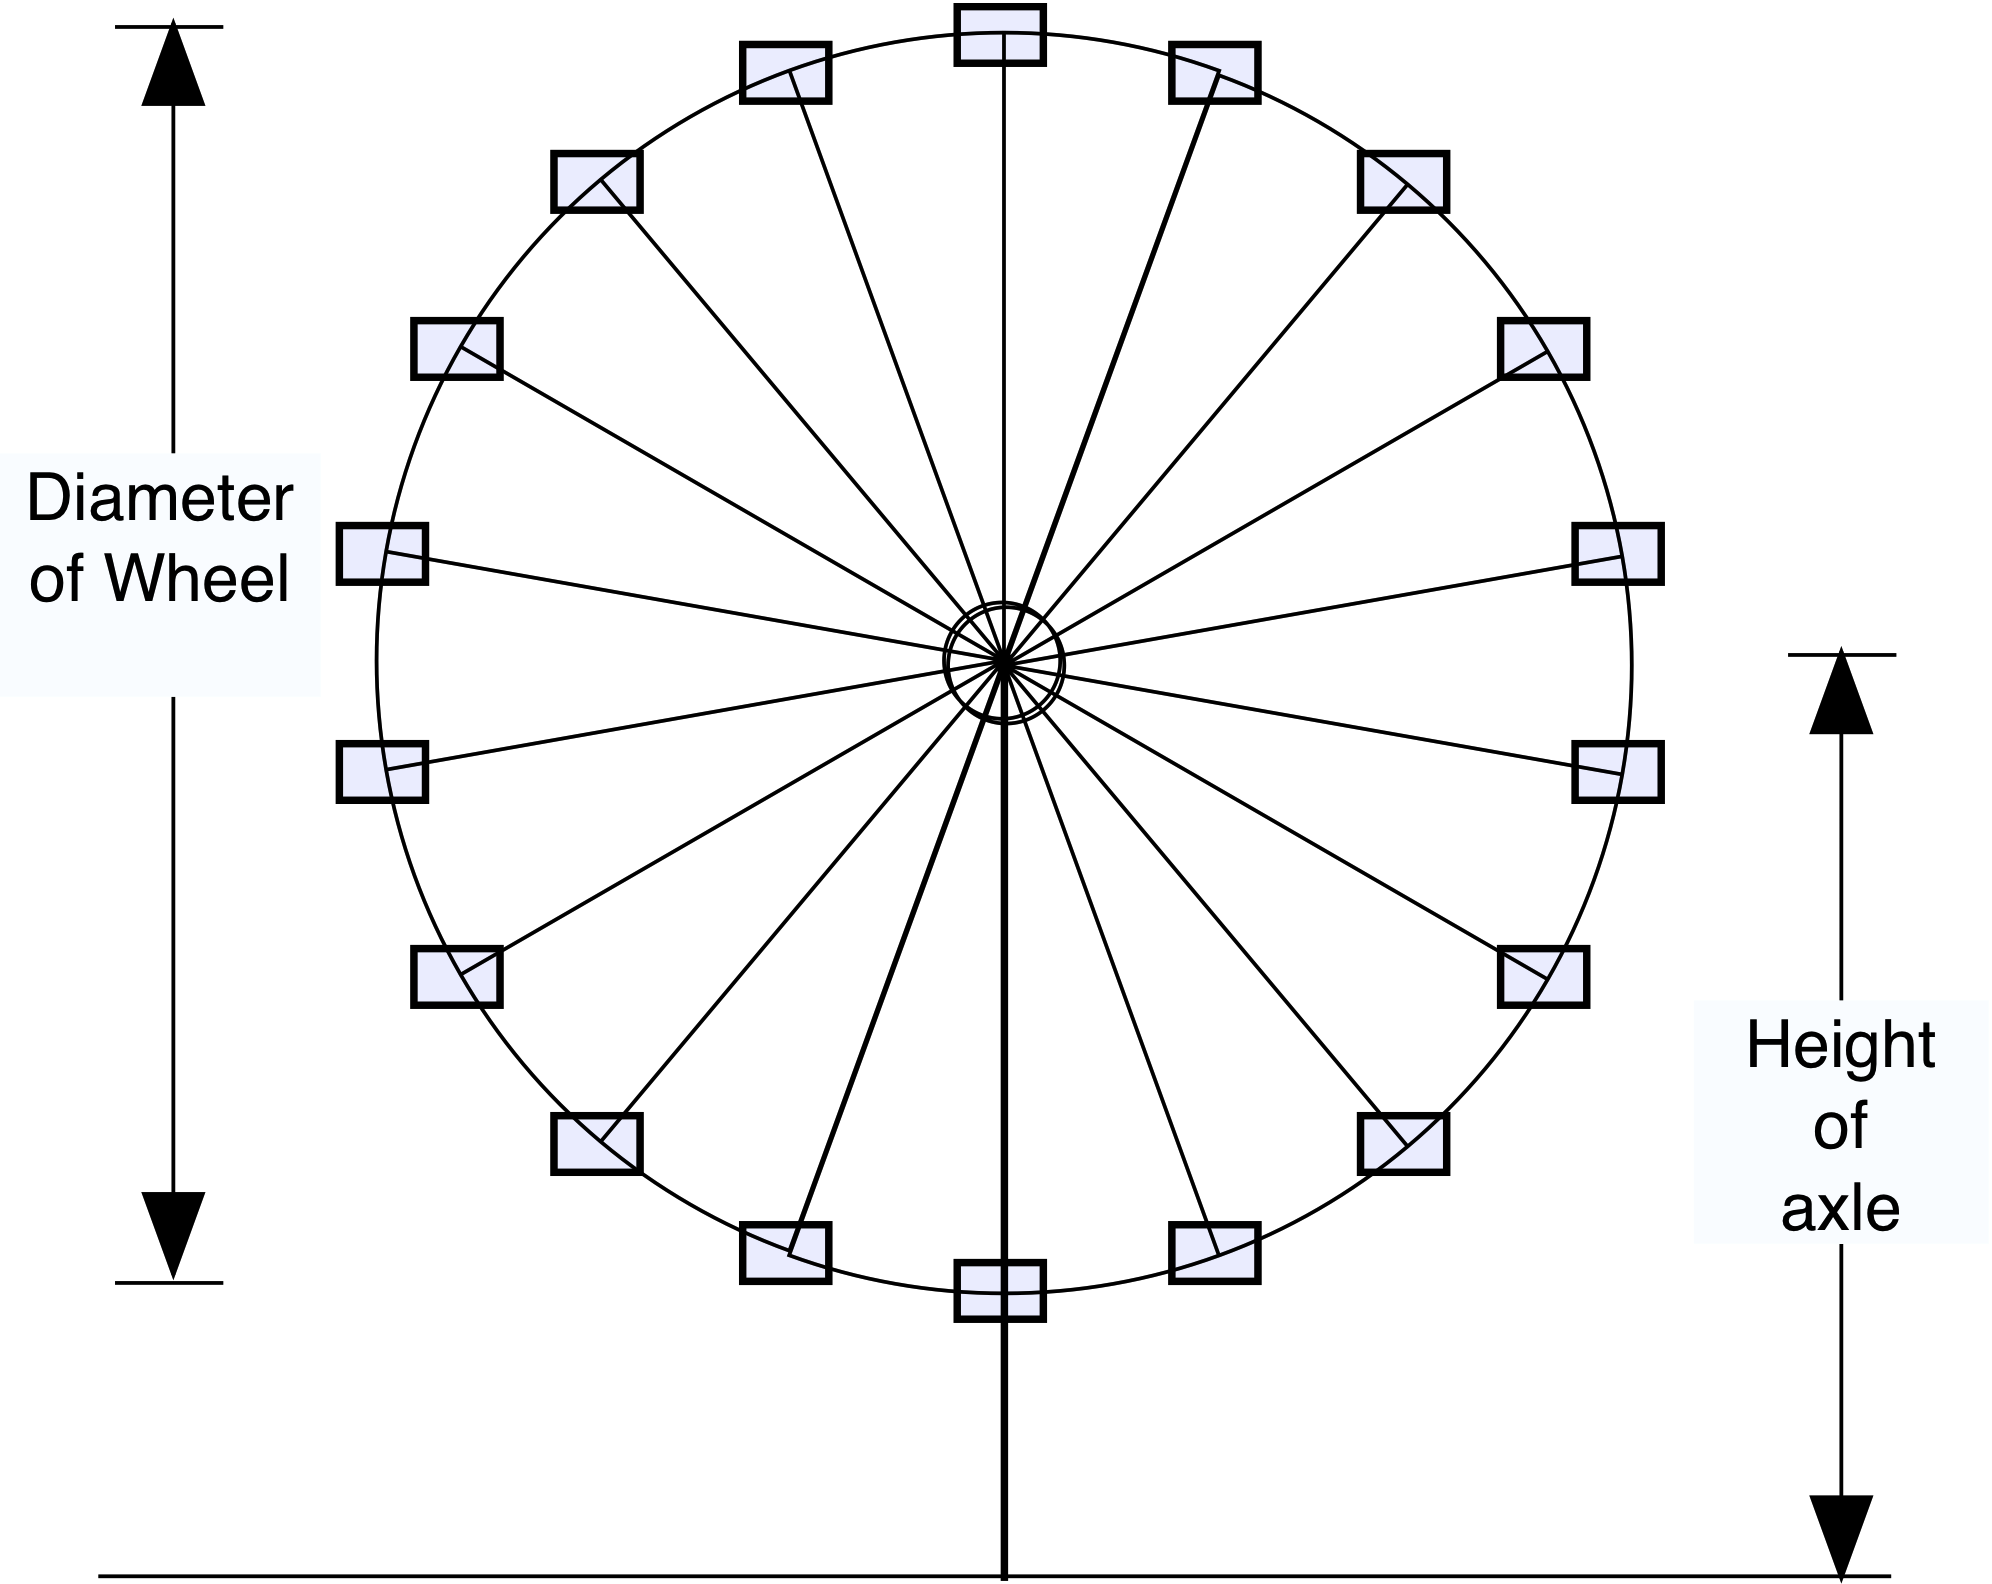 Diameter
of Wheel
Height
of
axle